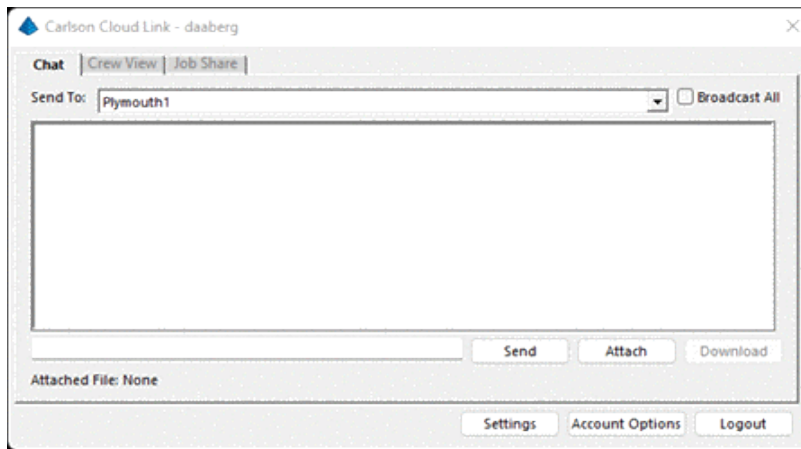 Carlson Cloud Link - daaberg
Chat Crew View Job Share
Send To: Plymouth1 Broadcast All
Send Attach Download
Attached File: None
Settings Account Options Logout